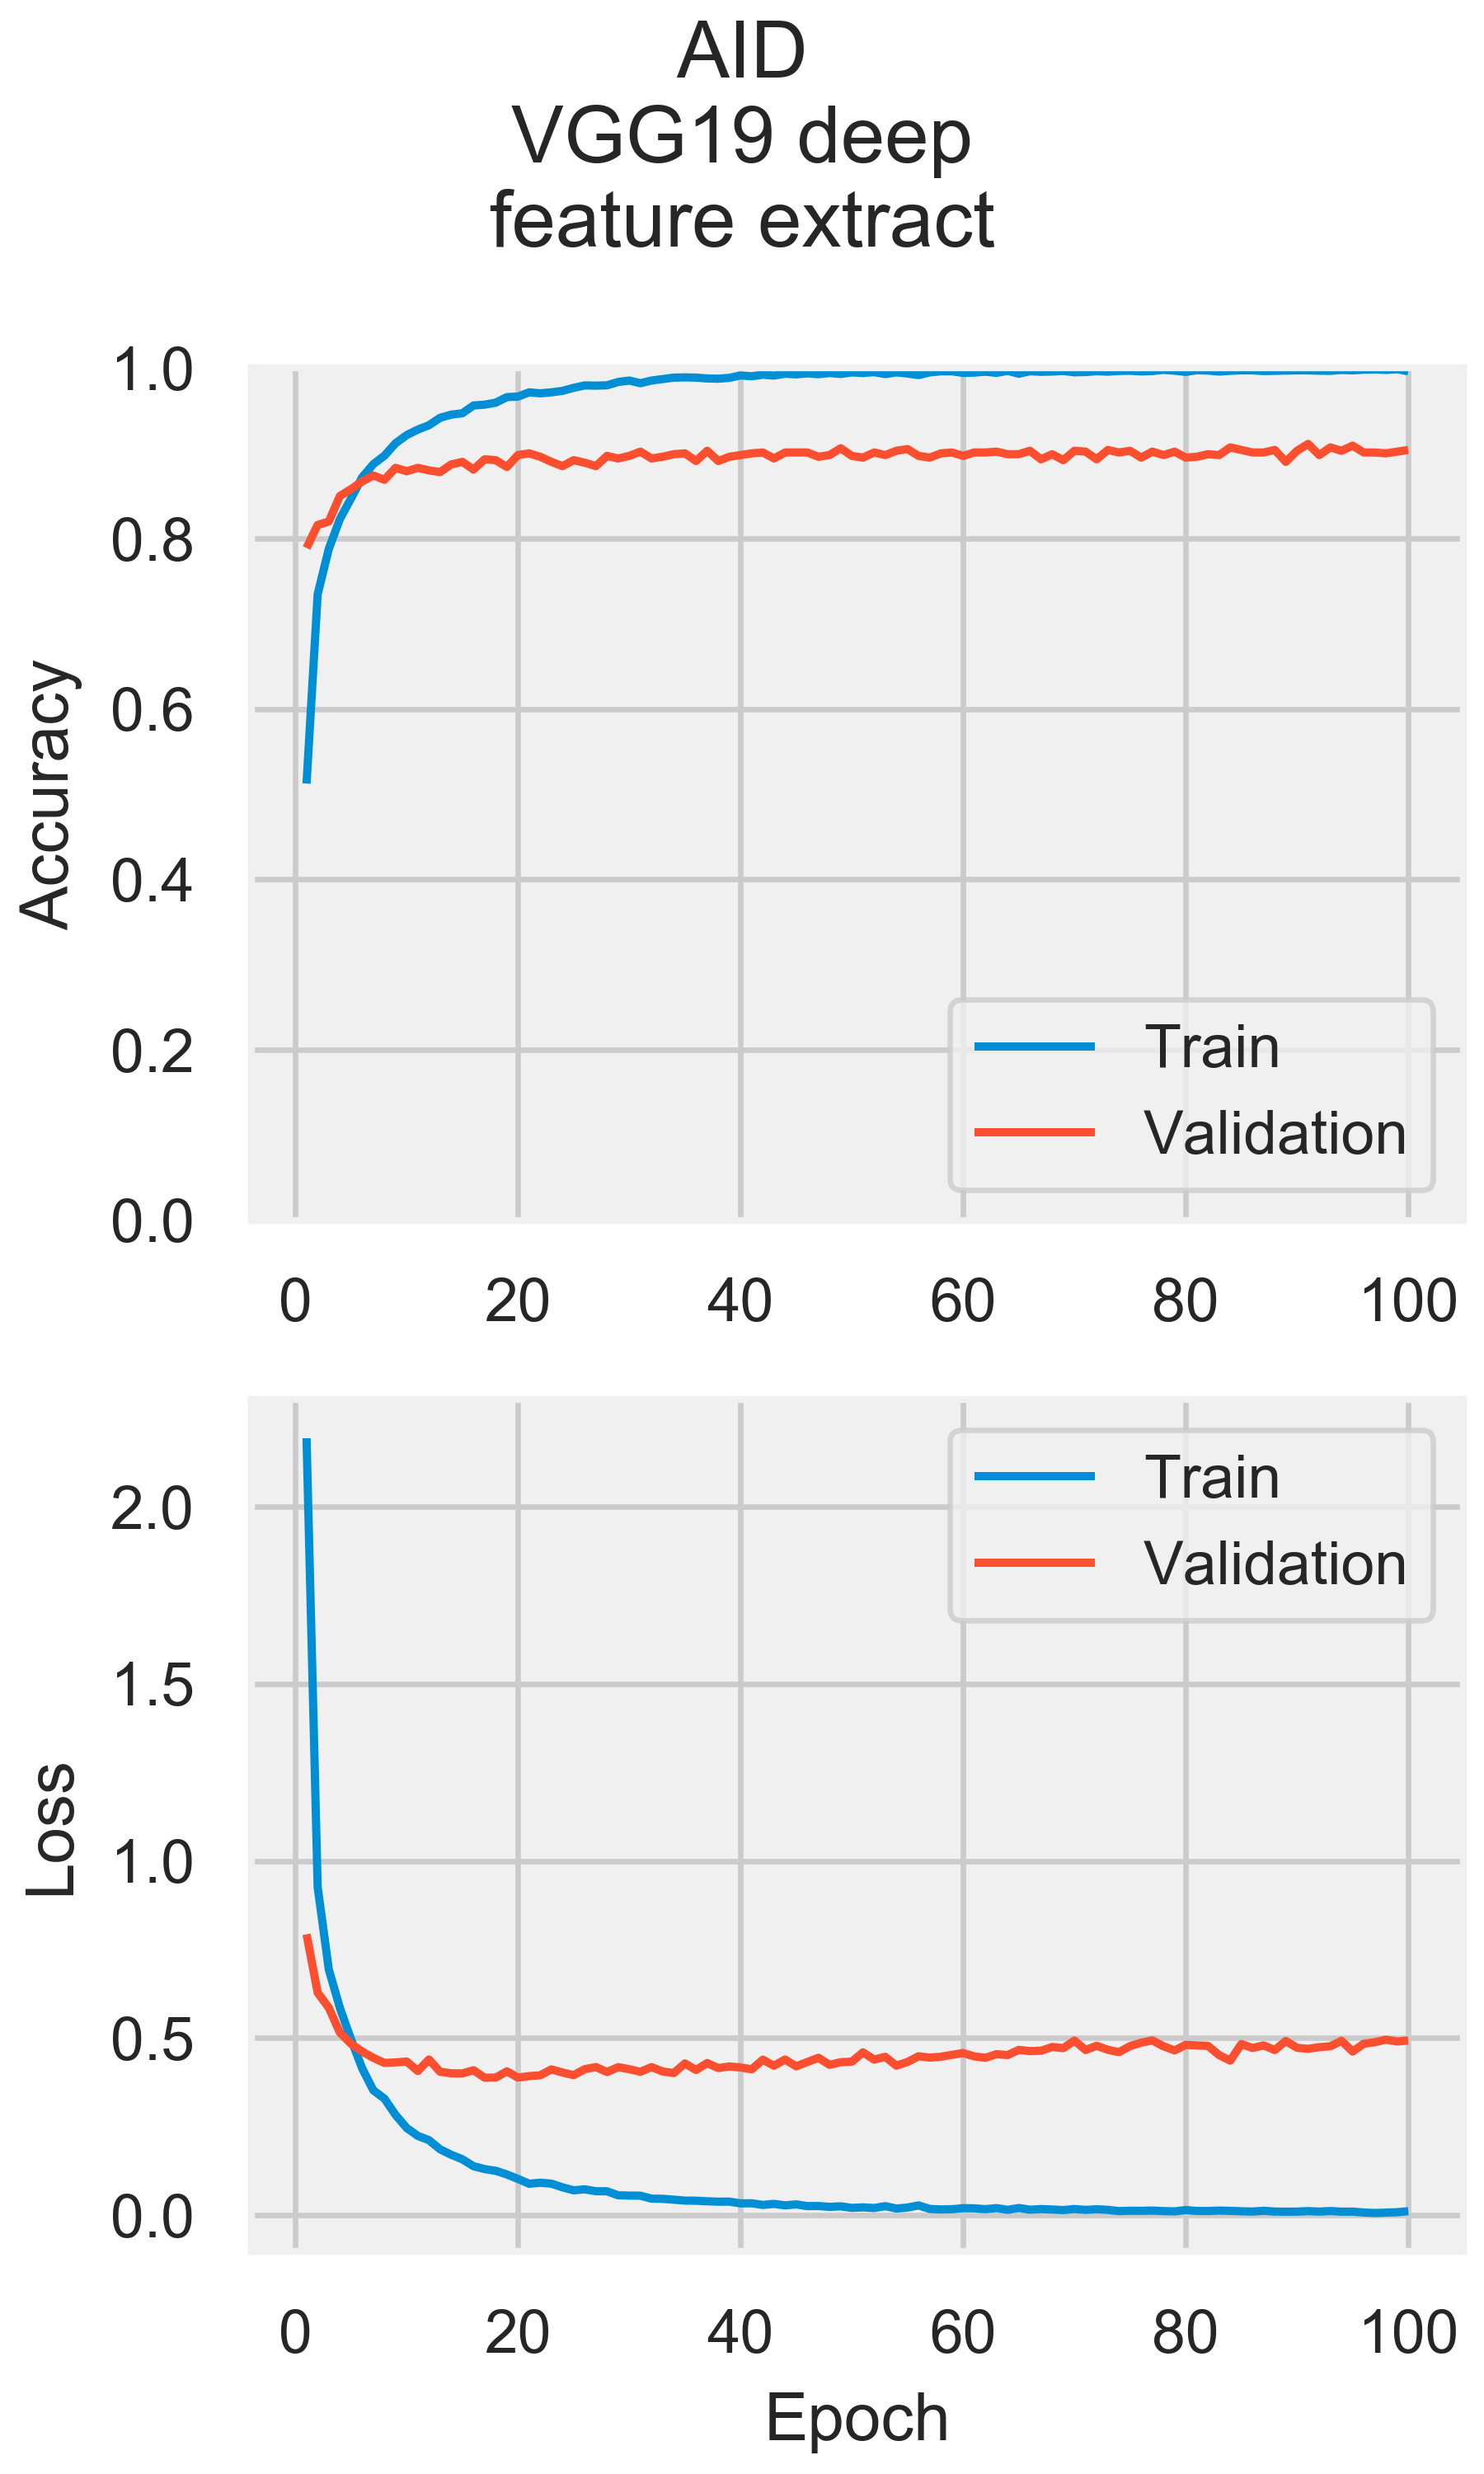 AID
VGG19 deep
feature extract
1.0
0.8
0.6
0.4
0.2
0.0
Accuracy
Train
Validation
0 20 40 60 80 100
2.0
1.5
1.0
0.5
0.0
Loss
Train
Validation
0 20 40 60 80 100
Epoch